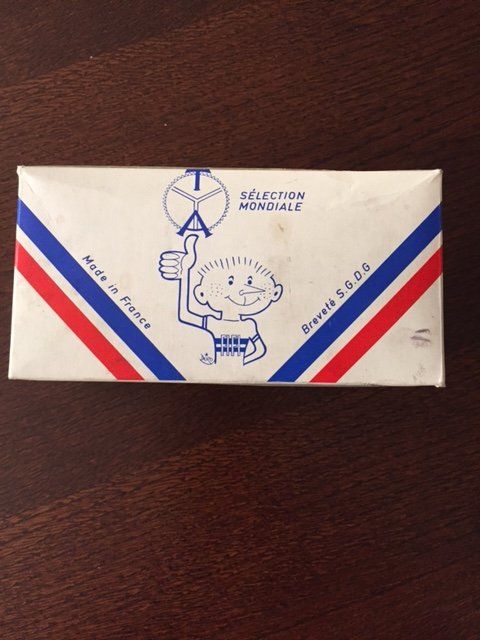 T
A
SÉLECTION
MONDIALE
Made in France
Breveté S.G.D.G